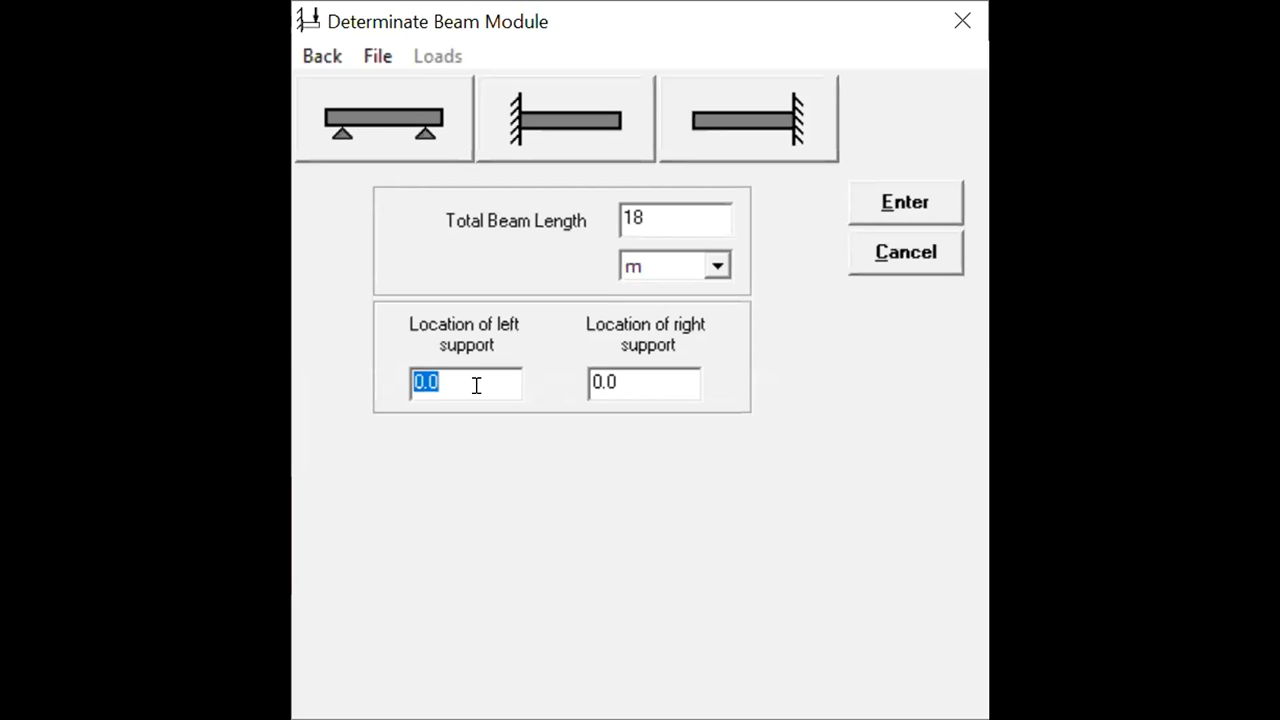 Determinate Beam Module
Back File Loads
Total Beam Length 18
Enter
m
Cancel
Location of left support
Location of right support
0.0
0.0